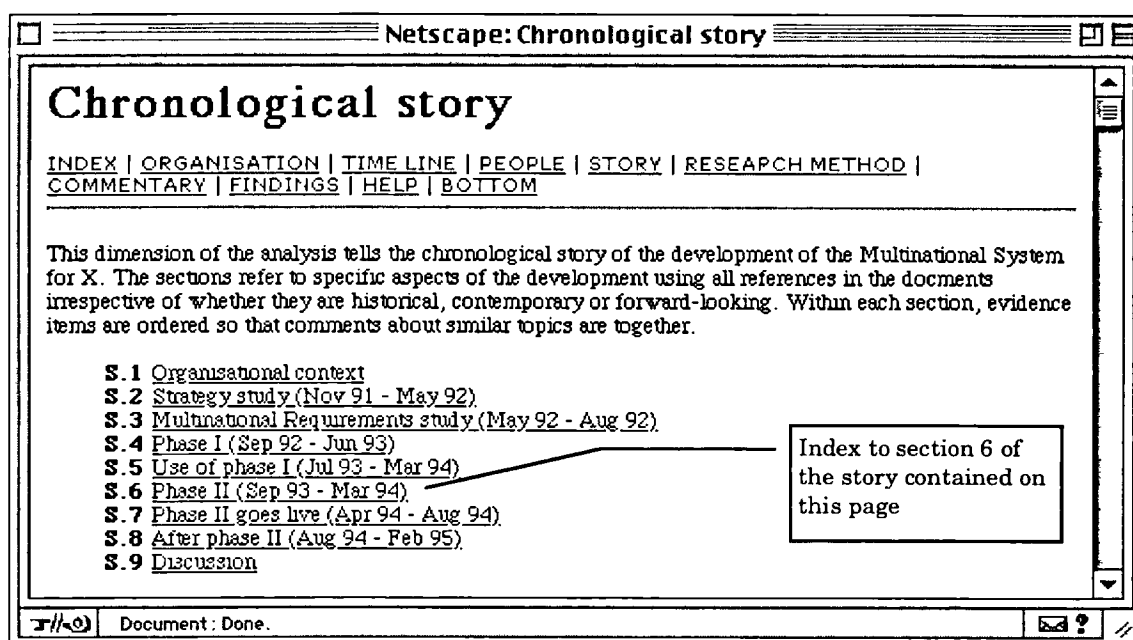 Netscape: Chronological story
Chronological story
INDEX | ORGANISATION | TIME LINE | PEOPLE | STORY | RESEARCH METHOD |
COMMENTARY | FINDINGS | HELP | BOTTOM
This dimension of the analysis tells the chronological story of the development of the Multinational System
for X. The sections refer to specific aspects of the development using all references in the docments
irrespective of whether they are historical, contemporary or forward-looking. Within each section, evidence
items are ordered so that comments about similar topics are together.
S.1 Organisational context
S.2 Strategy study (Nov 91 - May 92)
S.3 Multinational Requirements study (May 92 - Aug 92)
S.4 Phase I (Sep 92 - Jun 93)
S.5 Use of phase I (Jul 93 - Mar 94)
S.6 Phase II (Sep 93 - Mar 94)
S.7 Phase II goes live (Apr 94 - Aug 94)
S.8 After phase II (Aug 94 - Feb 95)
S.9 Discussion
Index to section 6 of
the story contained on
this page
Document : Done.
?